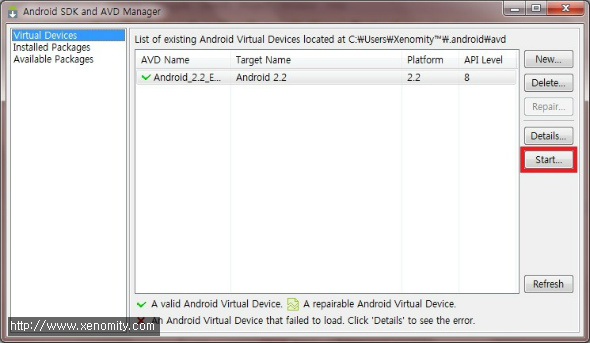 Android SDK and AVD Manager
Virtual Devices
Installed Packages
Available Packages
List of existing Android Virtual Devices located at C:₩Users₩Xenomity™₩.android₩avd
AVD Name Target Name Platform API Level
Android_2.2_E... Android 2.2 2.2 8
New...
Delete...
Repair...
Details...
Start...
Refresh
A valid Android Virtual Device. A repairable Android Virtual Device.
An Android Virtual Device that failed to load. Click 'Details' to see the error.
http://www.xenomity.com